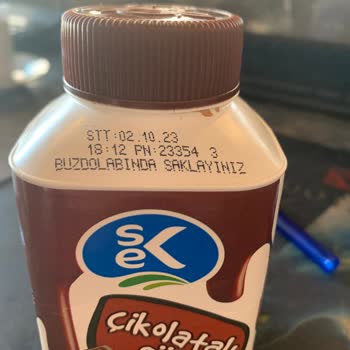 STT:02.10.23
18:12 PN:23354 3
BUZDOLABINDA SAKLAYINIZ
SEK
Çikolatalı